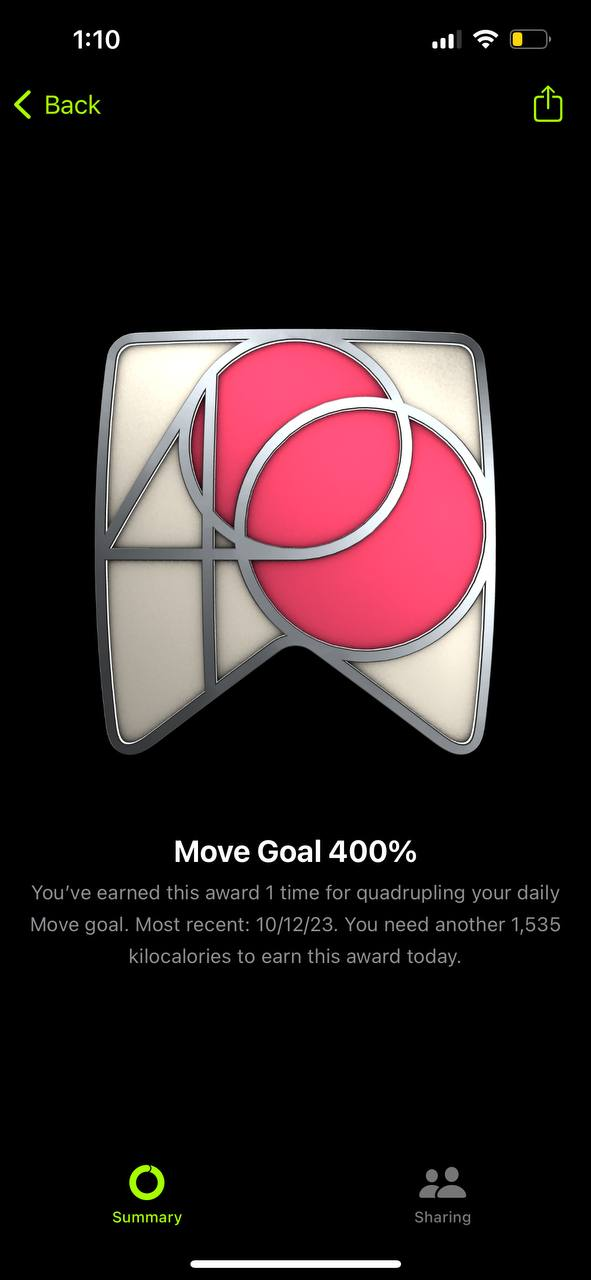 1:10
Back
Move Goal 400%
You’ve earned this award 1 time for quadrupling your daily
Move goal. Most recent: 10/12/23. You need another 1,535
kilocalories to earn this award today.
Summary
Sharing